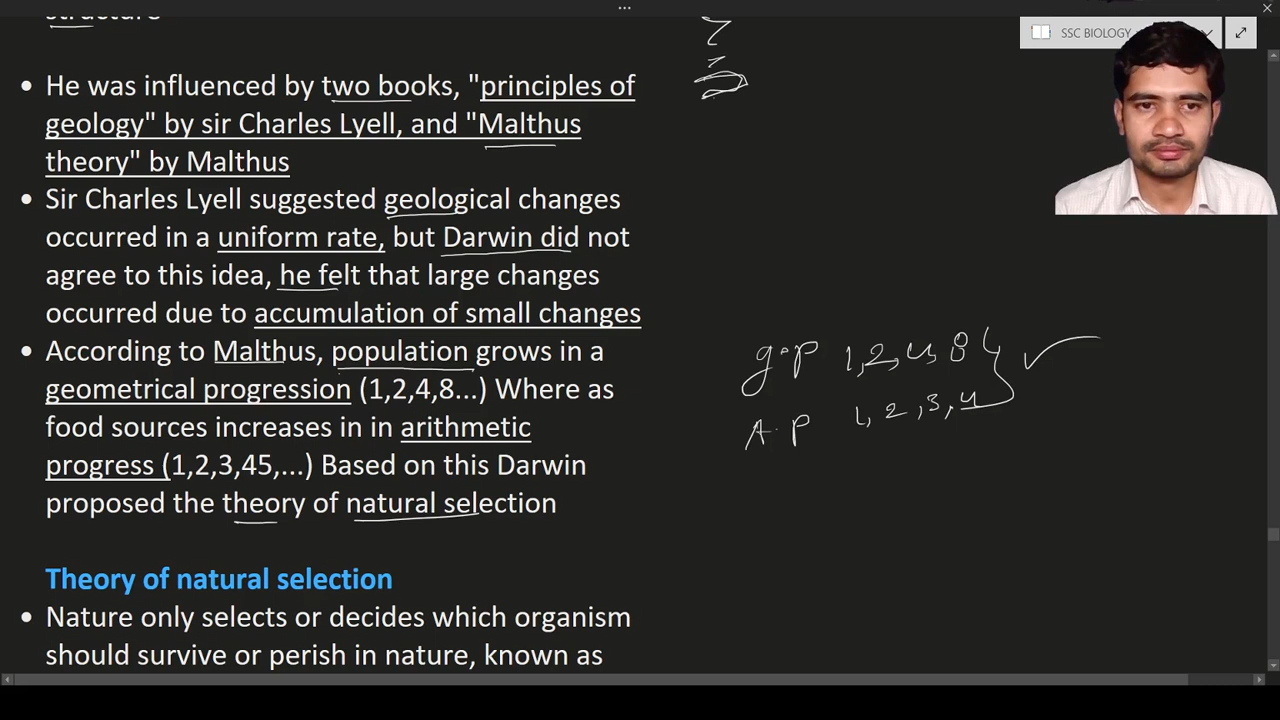 structure
SSC BIOLOGY
• He was influenced by two books, "principles of
geology" by sir Charles Lyell, and "Malthus
theory" by Malthus
• Sir Charles Lyell suggested geological changes
occurred in a uniform rate, but Darwin did not
agree to this idea, he felt that large changes
occurred due to accumulation of small changes
• According to Malthus, population grows in a
geometrical progression (1,2,4,8...) Where as
food sources increases in in arithmetic
progress (1,2,3,45,...) Based on this Darwin
proposed the theory of natural selection
g.p 1,2,4,8
A.p 1,2,3,4
Theory of natural selection
• Nature only selects or decides which organism
should survive or perish in nature, known as